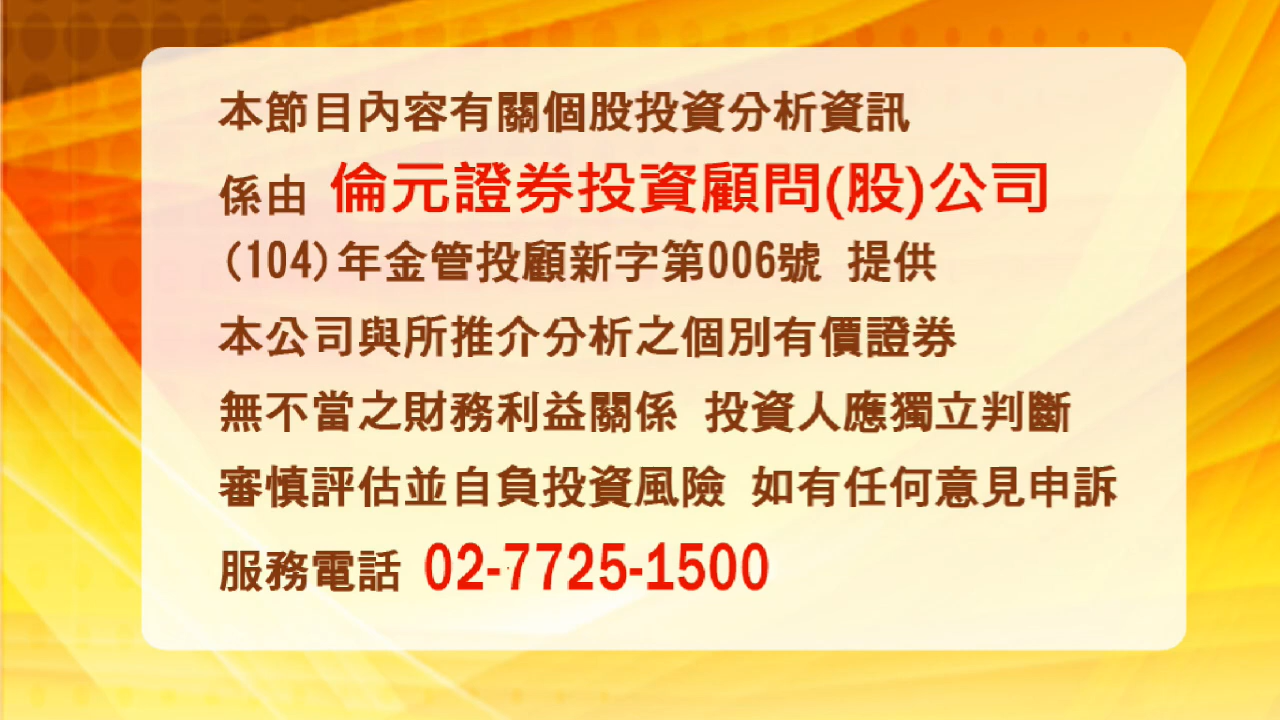 本節目內容有關個股投資分析資訊
係由 倫元證券投資顧問(股)公司
(104)年金管投顧新字第006號 提供
本公司與所推介分析之個別有價證券
無不當之財務利益關係 投資人應獨立判斷
審慎評估並自負投資風險 如有任何意見申訴
服務電話 02-7725-1500